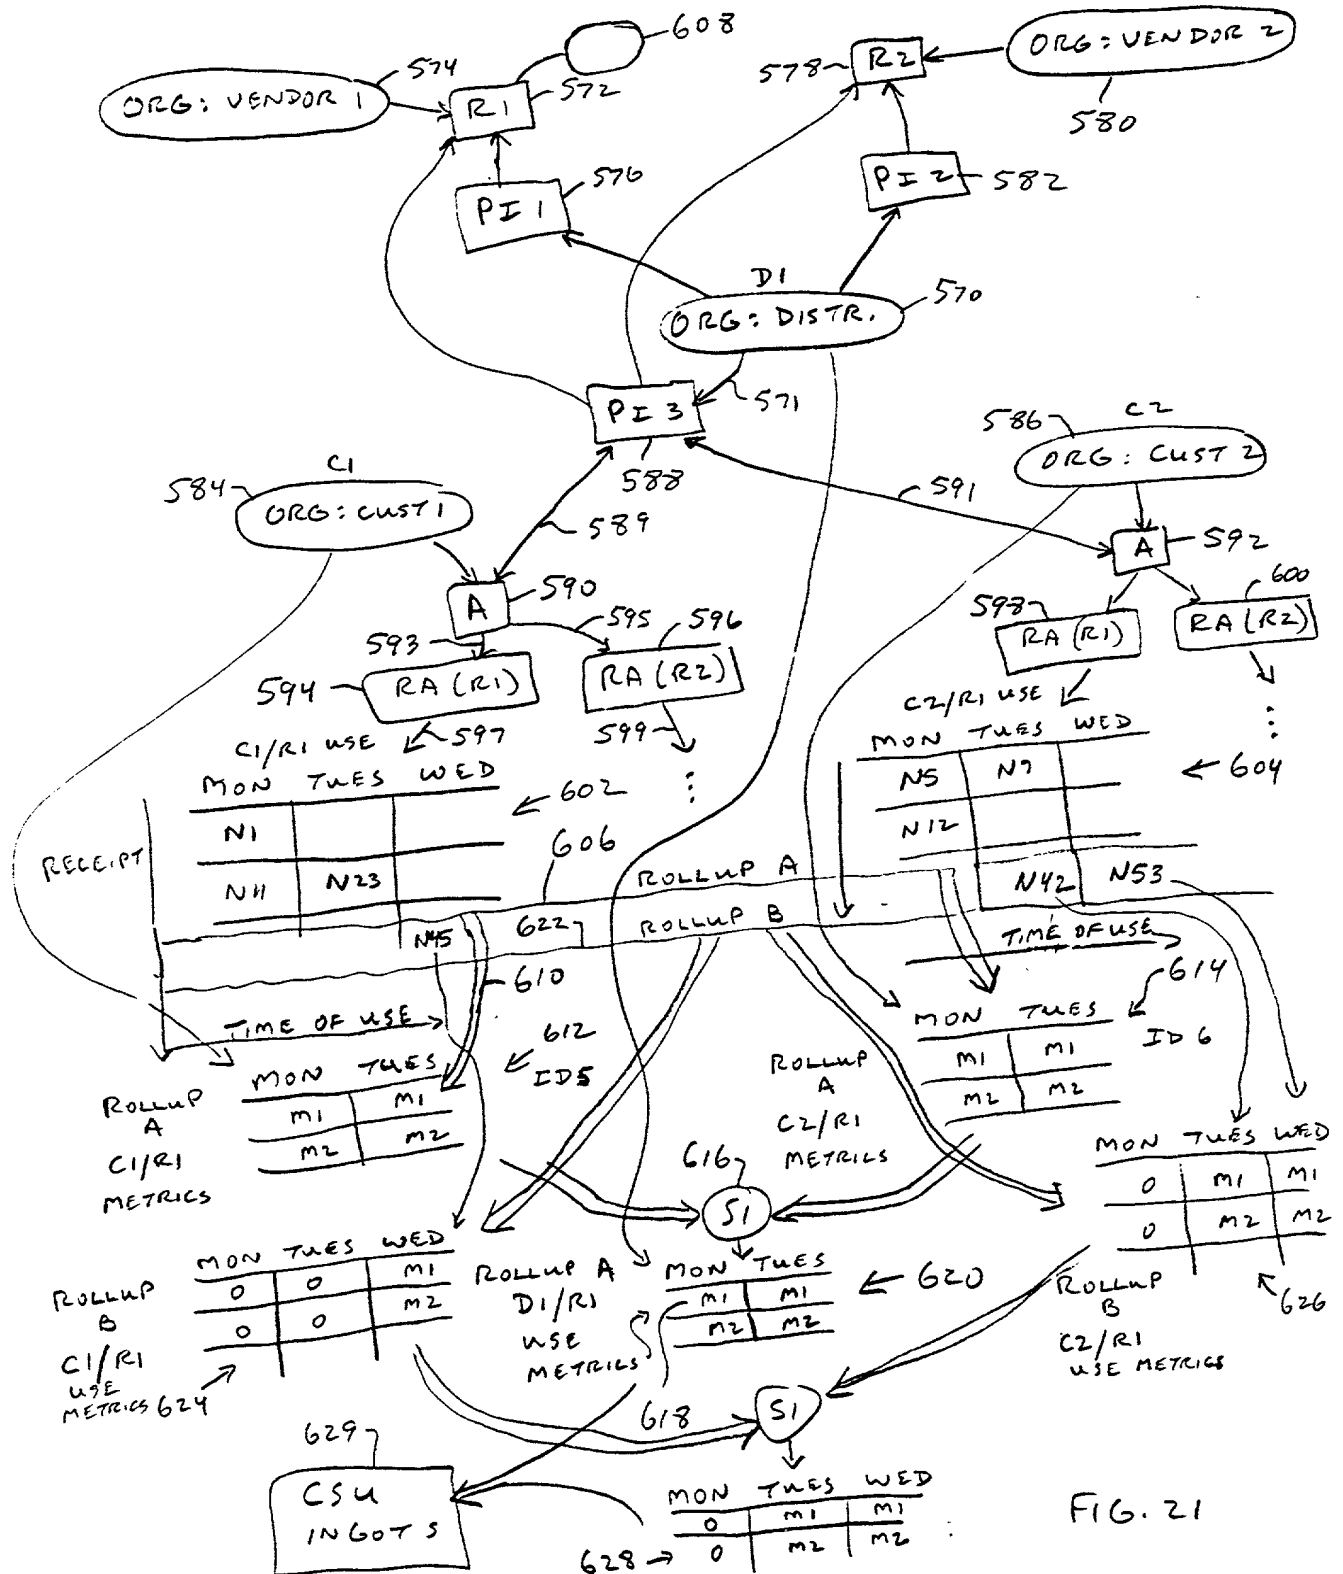 608
574
ORG: VENDOR 1
R1
572
578
R2
ORG: VENDOR 2
580
PI 1
576
PI 2
582
D1
ORG: DISTR.
570
PI 3
571
588
586
C2
ORG: CUST 2
C1
584
ORG: CUST 1
589
591
A
592
A
590
593
595
596
598
600
RA (R1)
RA (R2)
594
RA (R1)
RA (R2)
597
599
C1/R1 USE
C2/R1 USE
MON TUES WED
MON TUES WED
N5 N9
604
602
N1
N12
606
RECEIPT
N11 N23
ROLLUP A
N42 N53
N45
622
ROLLUP B
TIME OF USE
610
614
TIME OF USE
612
MON TUES
ID 6
MON TUES
ID5
M1 M1
M1 M1
M2 M2
M2 M2
ROLLUP
A
C1/R1
METRICS
ROLLUP
A
C2/R1
METRICS
616
S1
MON TUES WED
0 M1 M1
0 M2 M2
MON TUES WED
0 0 M1
0 0 M2
ROLLUP
B
C1/R1
USE
METRICS 624
ROLLUP A
D1/R1
USE
METRICS
MON TUES
M1 M1
M2 M2
620
ROLLUP
B
C2/R1
USE METRICS
626
618
S1
629
CSU
INGOTS
MON TUES WED
0 M1 M1
0 M2 M2
628
FIG. 21